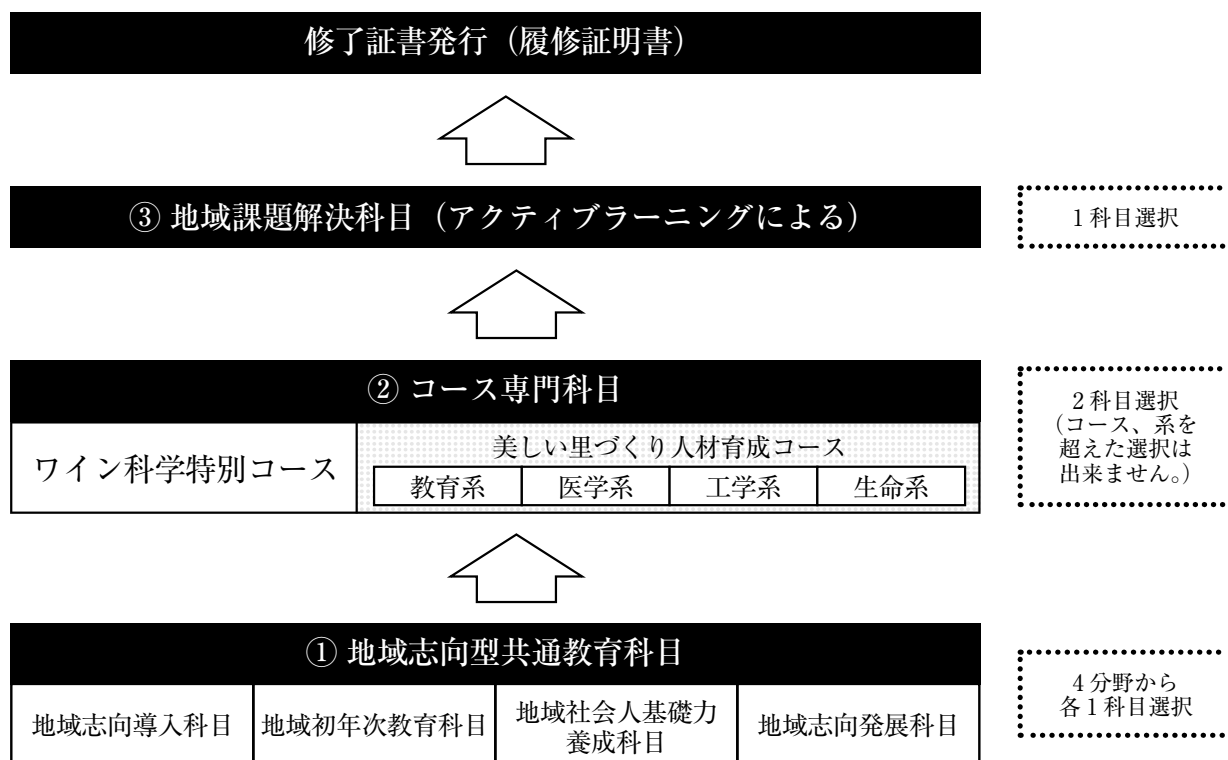 修了証書発行（履修証明書）
③ 地域課題解決科目（アクティブラーニングによる）
1科目選択
② コース専門科目
ワイン科学特別コース
美しい里づくり人材育成コース
教育系
医学系
工学系
生命系
2科目選択
（コース、系を
超えた選択は
出来ません。）
① 地域志向型共通教育科目
地域志向導入科目
地域初年次教育科目
地域社会人基礎力
養成科目
地域志向発展科目
4分野から
各1科目選択